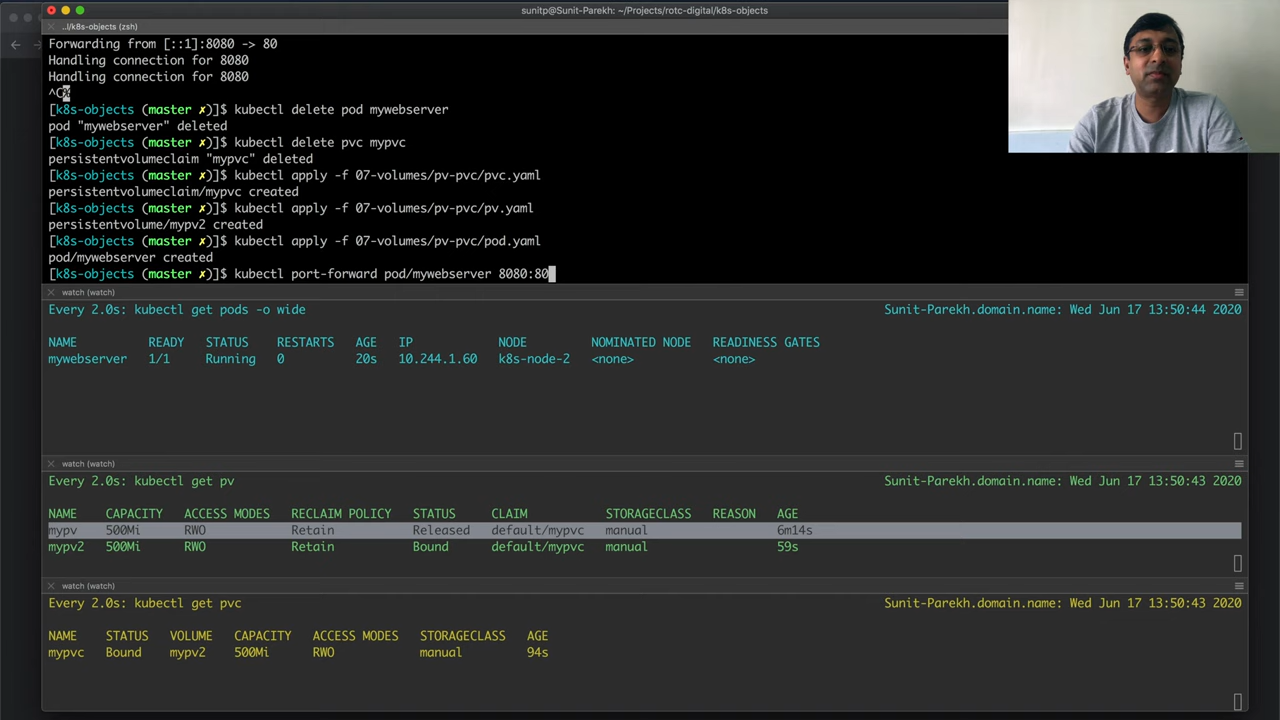 sunitp@Sunit-Parekh: ~/Projects/rotc-digital/k8s-objects
..l/k8s-objects (zsh)
Forwarding from [::1]:8080 -> 80
Handling connection for 8080
Handling connection for 8080
^C%
[k8s-objects (master ✗)]$ kubectl delete pod mywebserver
pod "mywebserver" deleted
[k8s-objects (master ✗)]$ kubectl delete pvc mypvc
persistentvolumeclaim "mypvc" deleted
[k8s-objects (master ✗)]$ kubectl apply -f 07-volumes/pv-pvc/pvc.yaml
persistentvolumeclaim/mypvc created
[k8s-objects (master ✗)]$ kubectl apply -f 07-volumes/pv-pvc/pv.yaml
persistentvolume/mypv2 created
[k8s-objects (master ✗)]$ kubectl apply -f 07-volumes/pv-pvc/pod.yaml
pod/mywebserver created
[k8s-objects (master ✗)]$ kubectl port-forward pod/mywebserver 8080:80
watch (watch)
Every 2.0s: kubectl get pods -o wide Sunit-Parekh.domain.name: Wed Jun 17 13:50:44 2020
NAME READY STATUS RESTARTS AGE IP NODE NOMINATED NODE READINESS GATES
mywebserver 1/1 Running 0 20s 10.244.1.60 k8s-node-2 <none> <none>
watch (watch)
Every 2.0s: kubectl get pv Sunit-Parekh.domain.name: Wed Jun 17 13:50:43 2020
NAME CAPACITY ACCESS MODES RECLAIM POLICY STATUS CLAIM STORAGECLASS REASON AGE
mypv 500Mi RWO Retain Released default/mypvc manual 6m14s
mypv2 500Mi RWO Retain Bound default/mypvc manual 59s
watch (watch)
Every 2.0s: kubectl get pvc Sunit-Parekh.domain.name: Wed Jun 17 13:50:43 2020
NAME STATUS VOLUME CAPACITY ACCESS MODES STORAGECLASS AGE
mypvc Bound mypv2 500Mi RWO manual 94s